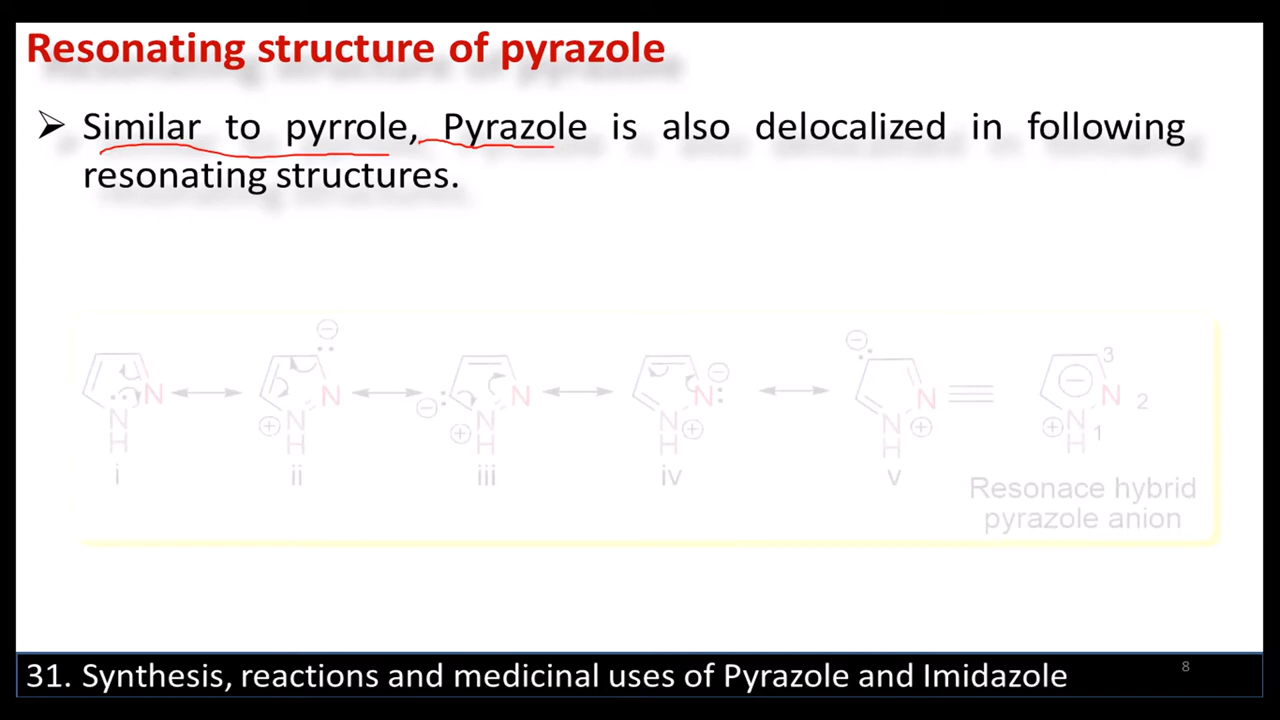 Resonating structure of pyrazole
➢ Similar to pyrrole, Pyrazole is also delocalized in following
resonating structures.
N
N
H
i
⊖
N
⊕ N
H
ii
N
⊖
⊕ N
H
iii
⊖
N
N ⊕
H
iv
⊖
N
N ⊕
H
v
3
⊖
N 2
⊕ N 1
H
Resonace hybrid
pyrazole anion
31. Synthesis, reactions and medicinal uses of Pyrazole and Imidazole
8